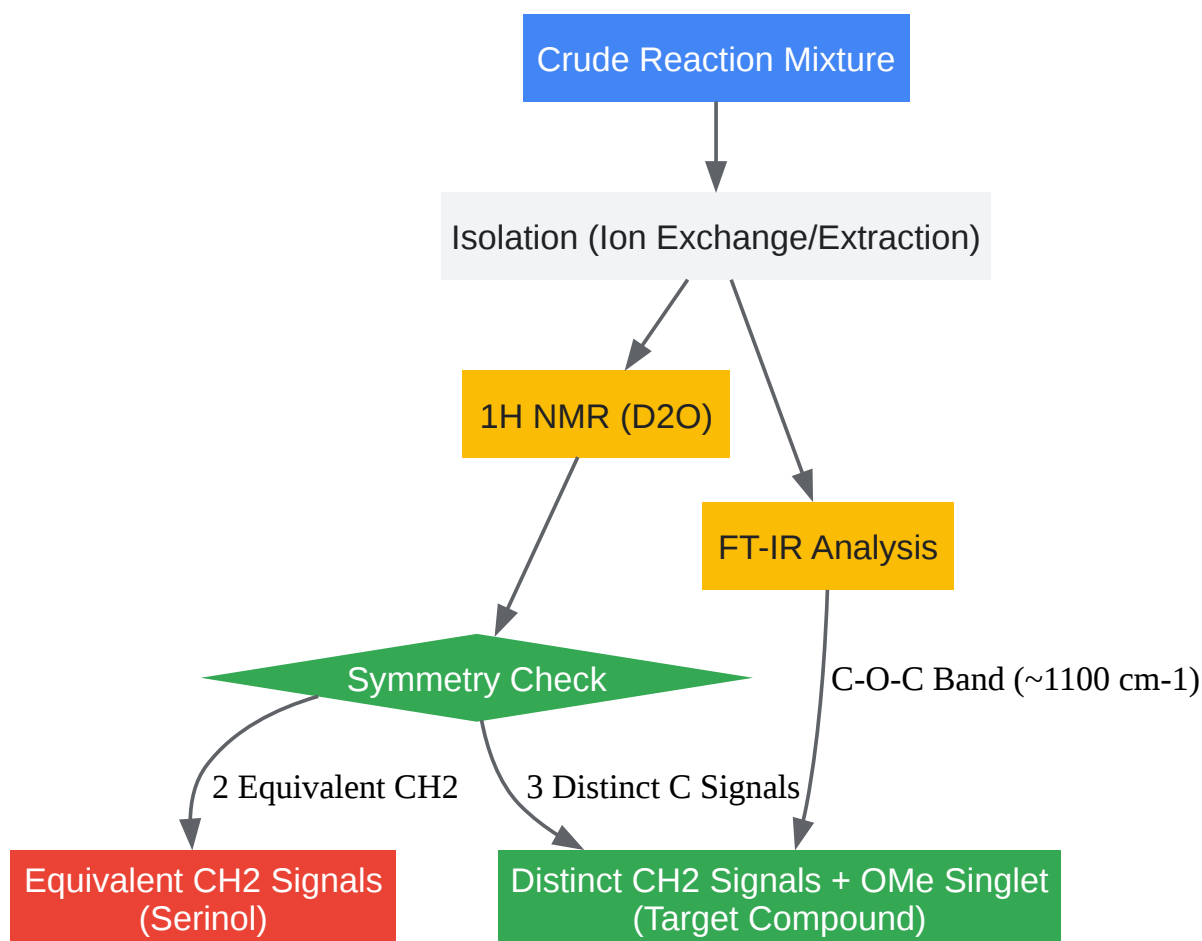 Crude Reaction Mixture
Isolation (Ion Exchange/Extraction)
1H NMR (D2O)
FT-IR Analysis
Symmetry Check
C-O-C Band (~1100 cm-1)
2 Equivalent CH2
3 Distinct C Signals
Equivalent CH2 Signals
(Serinol)
Distinct CH2 Signals + OMe Singlet
(Target Compound)